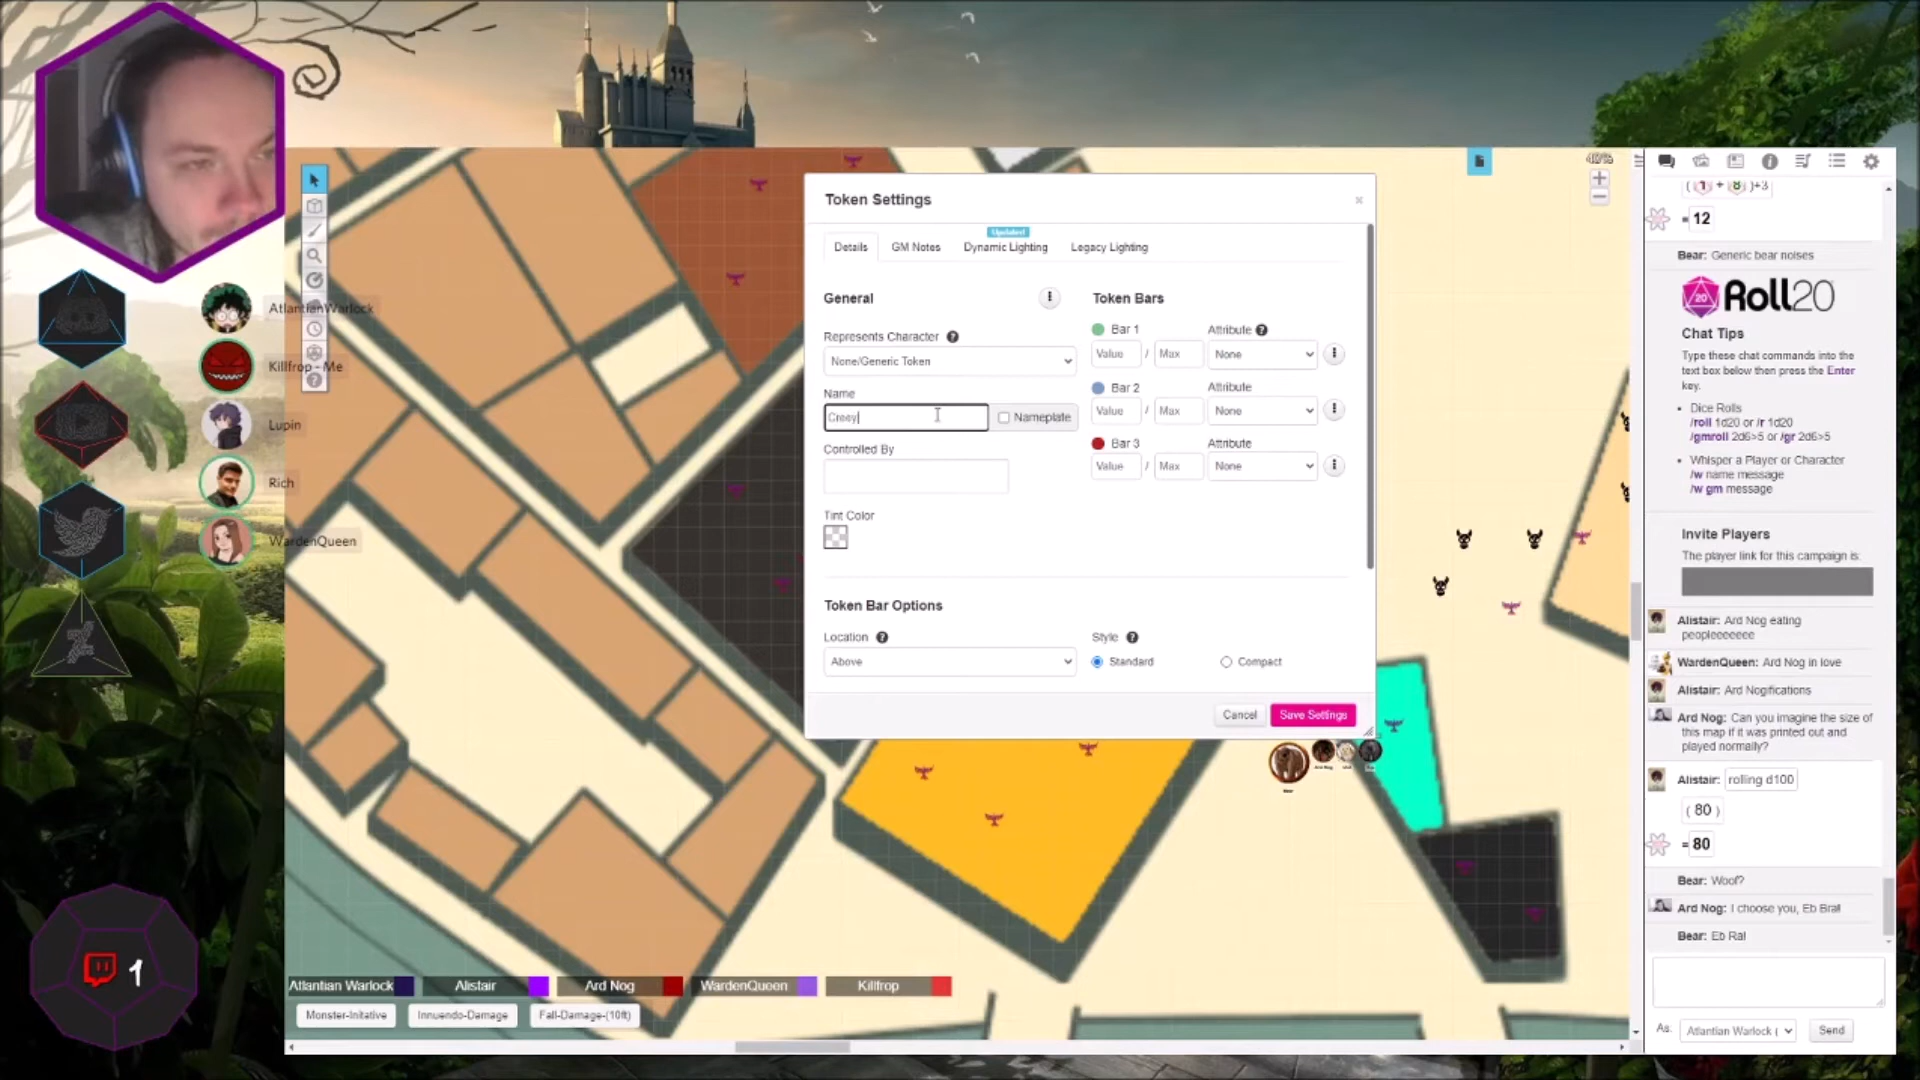 AtlantianWarlock
Killfrop - Me
Lupin
Rich
WardenQueen
1
Token Settings
×
Details
GM Notes
Updated
Dynamic Lighting
Legacy Lighting
General
Represents Character
None/Generic Token
Name
Creey
Nameplate
Controlled By
Tint Color
Token Bars
Bar 1
Attribute
Value / Max
None
Bar 2
Attribute
Value / Max
None
Bar 3
Attribute
Value / Max
None
Token Bar Options
Location
Above
Style
Standard
Compact
Cancel
Save Settings
Atlantian Warlock
Alistair
Ard Nog
WardenQueen
Killfrop
Monster-Initative
Innuendo-Damage
Fall-Damage-(10ft)
( 1 + 8 )+3
=12
Bear: Generic bear noises
20
Roll20
Chat Tips
Type these chat commands into the
text box below then press the Enter
key.
• Dice Rolls
/roll 1d20 or /r 1d20
/gmroll 2d6>5 or /gr 2d6>5
• Whisper a Player or Character
/w name message
/w gm message
Invite Players
The player link for this campaign is:
Alistair: Ard Nog eating
peopleeeeeee
WardenQueen: Ard Nog in love
Alistair: Ard Nogifications
Ard Nog: Can you imagine the size of
this map if it was printed out and
played normally?
Alistair: rolling d100
( 80 )
=80
Bear: Woof?
Ard Nog: I choose you, Eb Bra!
Bear: Eb Ra!
As:
Atlantian Warlock (
Send